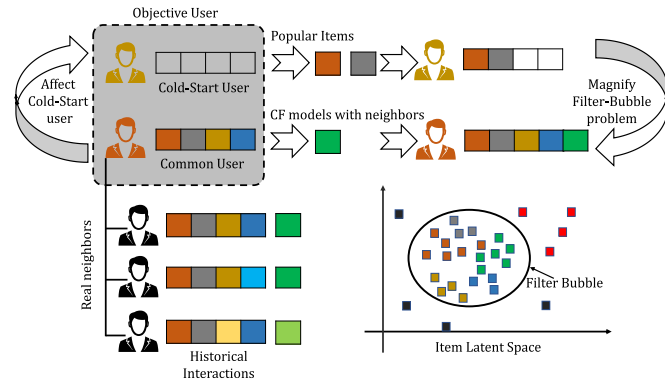 Objective User
Popular Items
Cold-Start User
Affect
Cold-Start
user
Magnify
Filter-Bubble
problem
CF models with neighbors
Common User
Real neighbors
Filter Bubble
Historical
Interactions
Item Latent Space